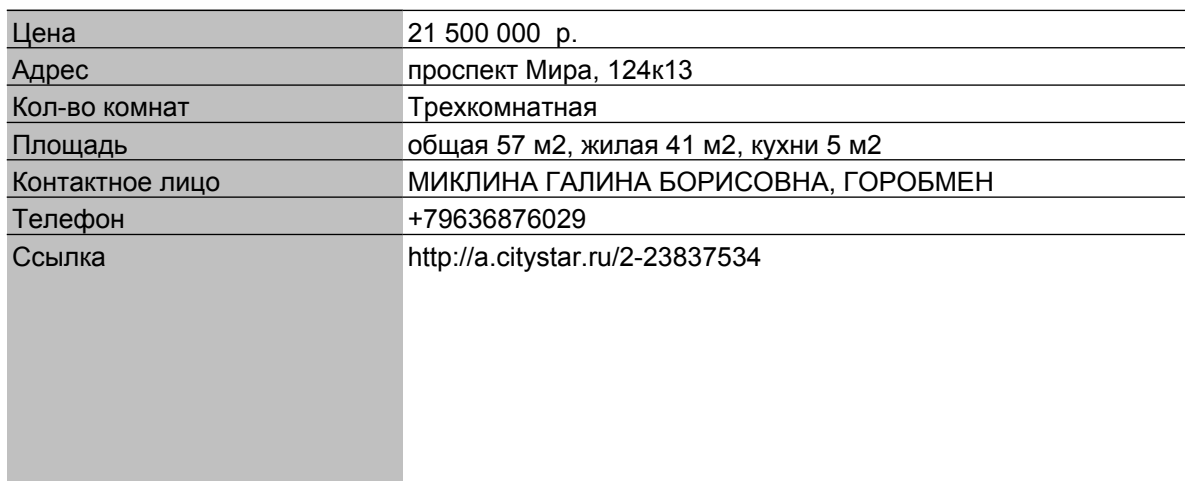 Цена 21 500 000 р.
Адрес проспект Мира, 124к13
Кол-во комнат Трехкомнатная
Площадь общая 57 м2, жилая 41 м2, кухни 5 м2
Контактное лицо МИКЛИНА ГАЛИНА БОРИСОВНА, ГОРОБМЕН
Телефон +79636876029
Ссылка http://a.citystar.ru/2-23837534